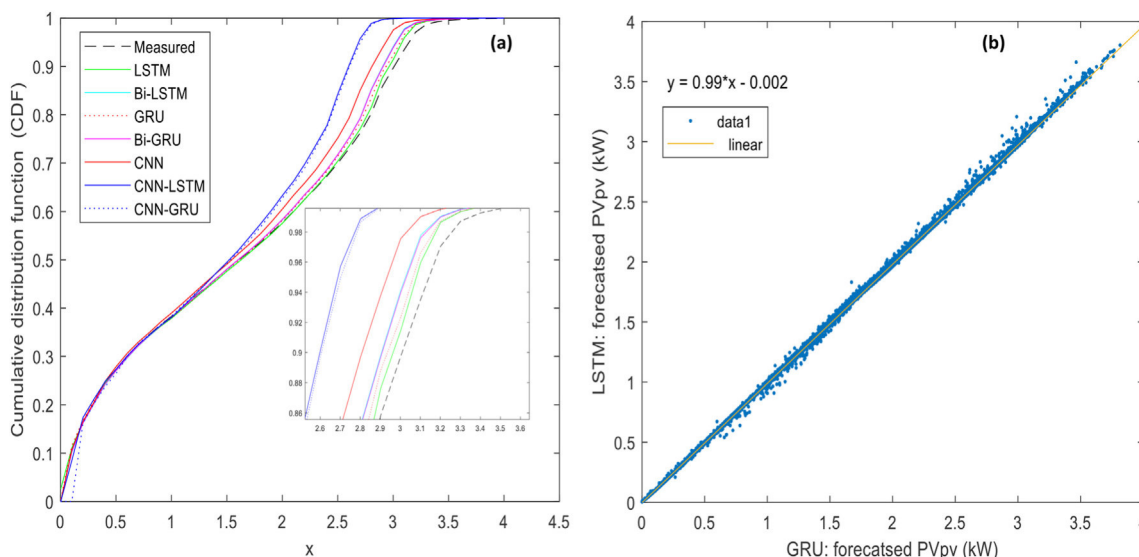 (a)
Measured
LSTM
Bi-LSTM
GRU
Bi-GRU
CNN
CNN-LSTM
CNN-GRU
Cumulative distribution function (CDF)
1
0.9
0.8
0.7
0.6
0.5
0.4
0.3
0.2
0.1
0
0 0.5 1 1.5 2 2.5 3 3.5 4 4.5
x
0.98
0.96
0.94
0.92
0.9
0.88
0.86
2.6 2.7 2.8 2.9 3 3.1 3.2 3.3 3.4 3.5 3.6
(b)
y = 0.99*x - 0.002
data1
linear
LSTM: forecatsed PVpv (kW)
4
3.5
3
2.5
2
1.5
1
0.5
0
0 0.5 1 1.5 2 2.5 3 3.5 4
GRU: forecatsed PVpv (kW)